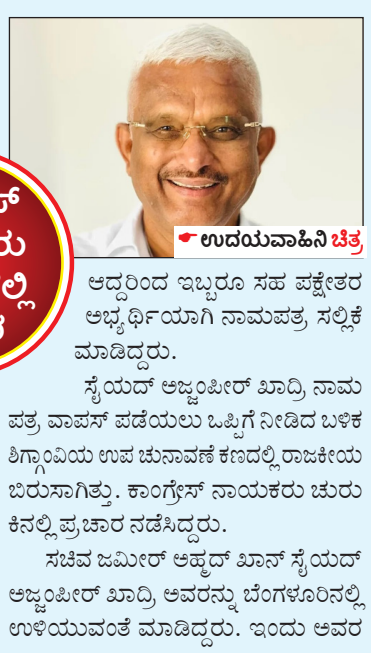 ಸ್
ರು
ಲ್ಲಿ
☛ ಉದಯವಾಹಿನಿ ಚಿತ್ರ
ಆದ್ದರಿಂದ ಇಬ್ಬರೂ ಸಹ ಪಕ್ಷೇತರ
ಅಭ್ಯರ್ಥಿಯಾಗಿ ನಾಮಪತ್ರ ಸಲ್ಲಿಕೆ
ಮಾಡಿದ್ದರು.
ಸೈಯದ್ ಅಜ್ಜಂಪೀರ್ ಖಾದ್ರಿ ನಾಮ
ಪತ್ರ ವಾಪಸ್ ಪಡೆಯಲು ಒಪ್ಪಿಗೆ ನೀಡಿದ ಬಳಿಕ
ಶಿಗ್ಗಾಂವಿಯ ಉಪ ಚುನಾವಣೆ ಕಣದಲ್ಲಿ ರಾಜಕೀಯ
ಬಿರುಸಾಗಿತ್ತು. ಕಾಂಗ್ರೇಸ್ ನಾಯಕರು ಚುರು
ಕಿನಲ್ಲಿ ಪ್ರಚಾರ ನಡೆಸಿದ್ದರು.
ಸಚಿವ ಜಮೀರ್ ಅಹ್ಮದ್ ಖಾನ್ ಸೈಯದ್
ಅಜ್ಜಂಪೀರ್ ಖಾದ್ರಿ ಅವರನ್ನು ಬೆಂಗಳೂರಿನಲ್ಲಿ
ಉಳಿಯುವಂತೆ ಮಾಡಿದ್ದರು. ಇಂದು ಅವರ